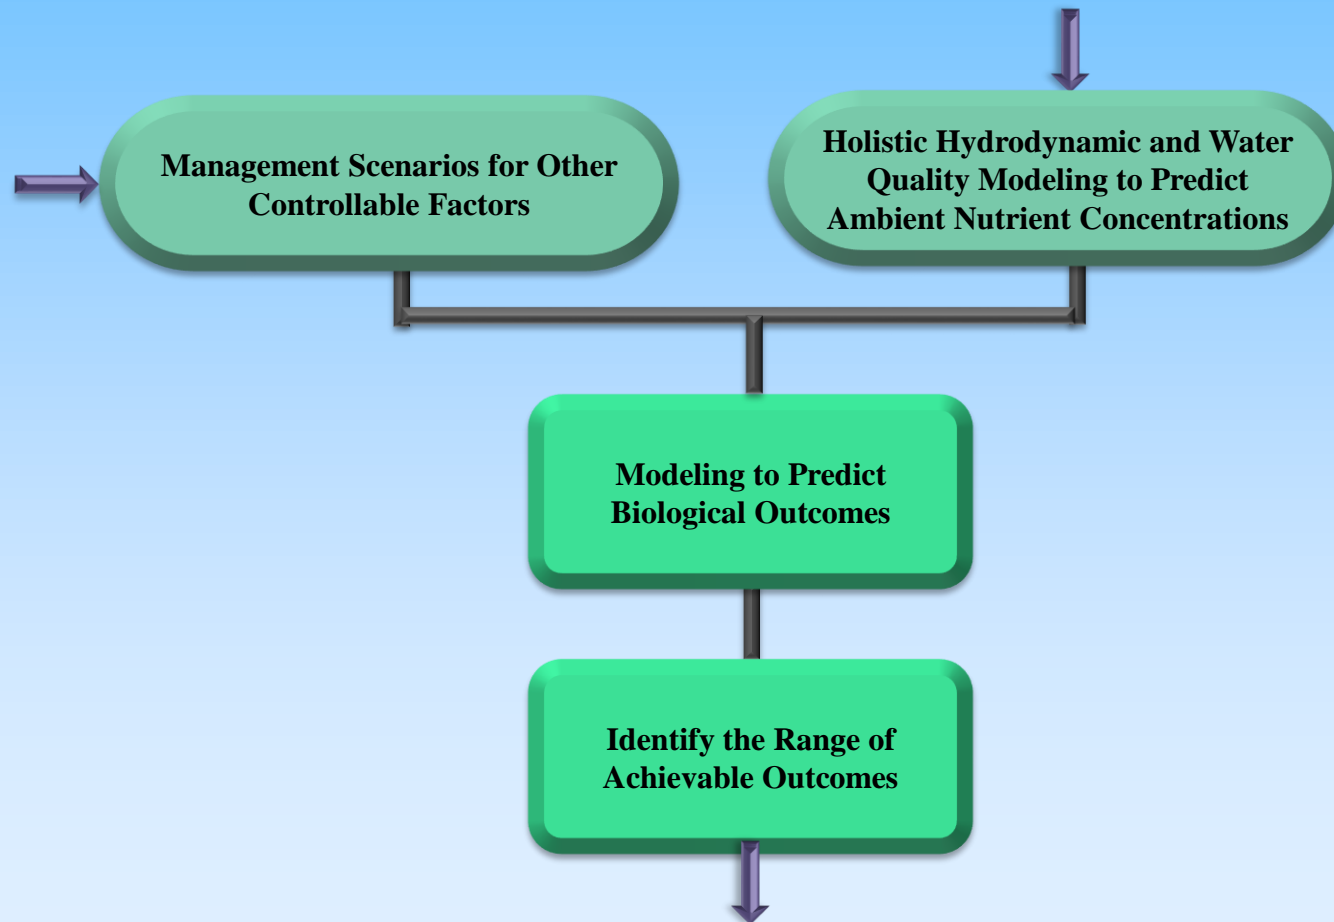 Management Scenarios for Other
Controllable Factors
Holistic Hydrodynamic and Water
Quality Modeling to Predict
Ambient Nutrient Concentrations
Modeling to Predict
Biological Outcomes
Identify the Range of
Achievable Outcomes